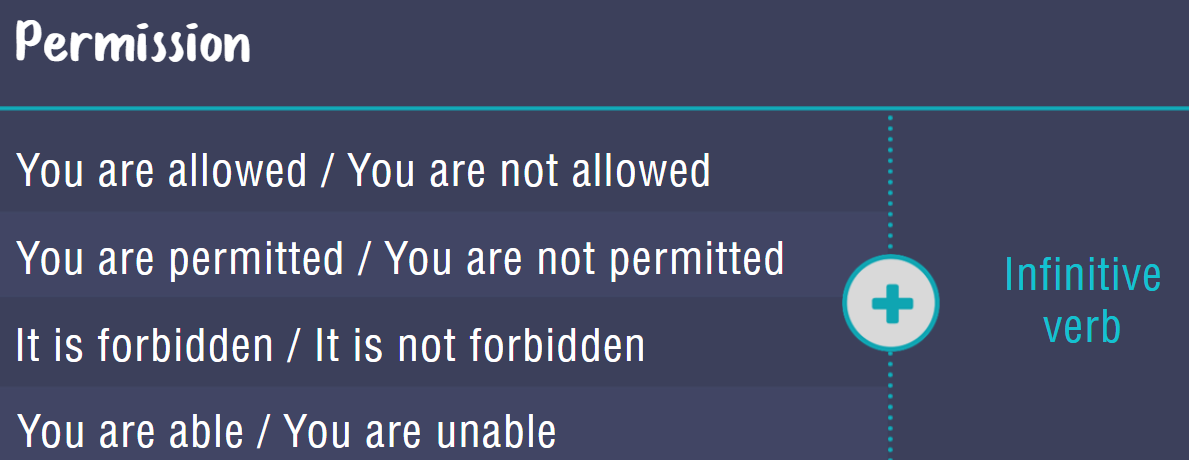 Permission
You are allowed / You are not allowed
You are permitted / You are not permitted
It is forbidden / It is not forbidden
You are able / You are unable
Infinitive
verb